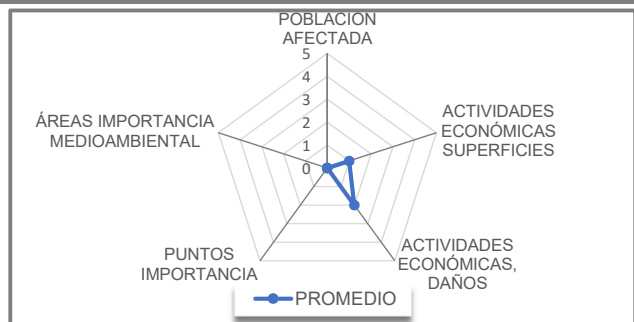 POBLACION
AFECTADA
5
4
3
2
1
0
ACTIVIDADES
ECONÓMICAS
SUPERFICIES
ACTIVIDADES
ECONÓMICAS,
DAÑOS
PUNTOS
IMPORTANCIA
ÁREAS IMPORTANCIA
MEDIOAMBIENTAL
PROMEDIO